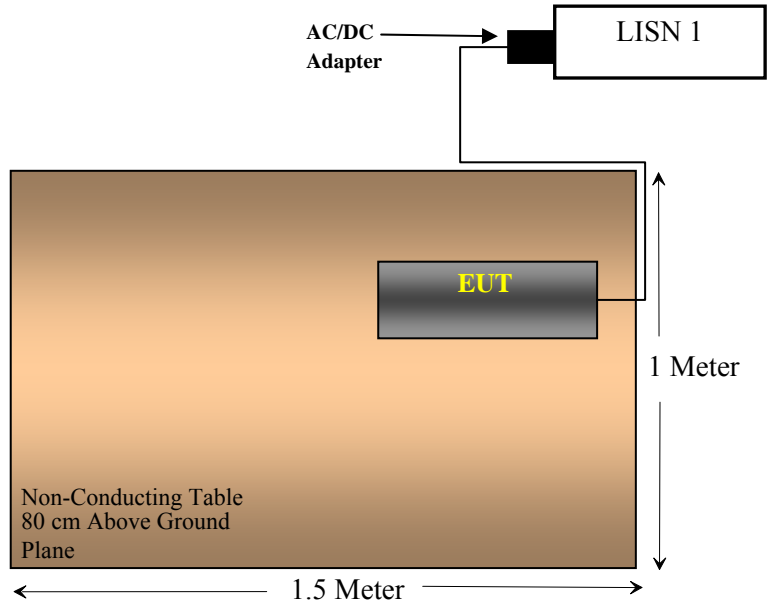 AC/DC
Adapter
LISN 1
EUT
1 Meter
Non-Conducting Table
80 cm Above Ground
Plane
1.5 Meter